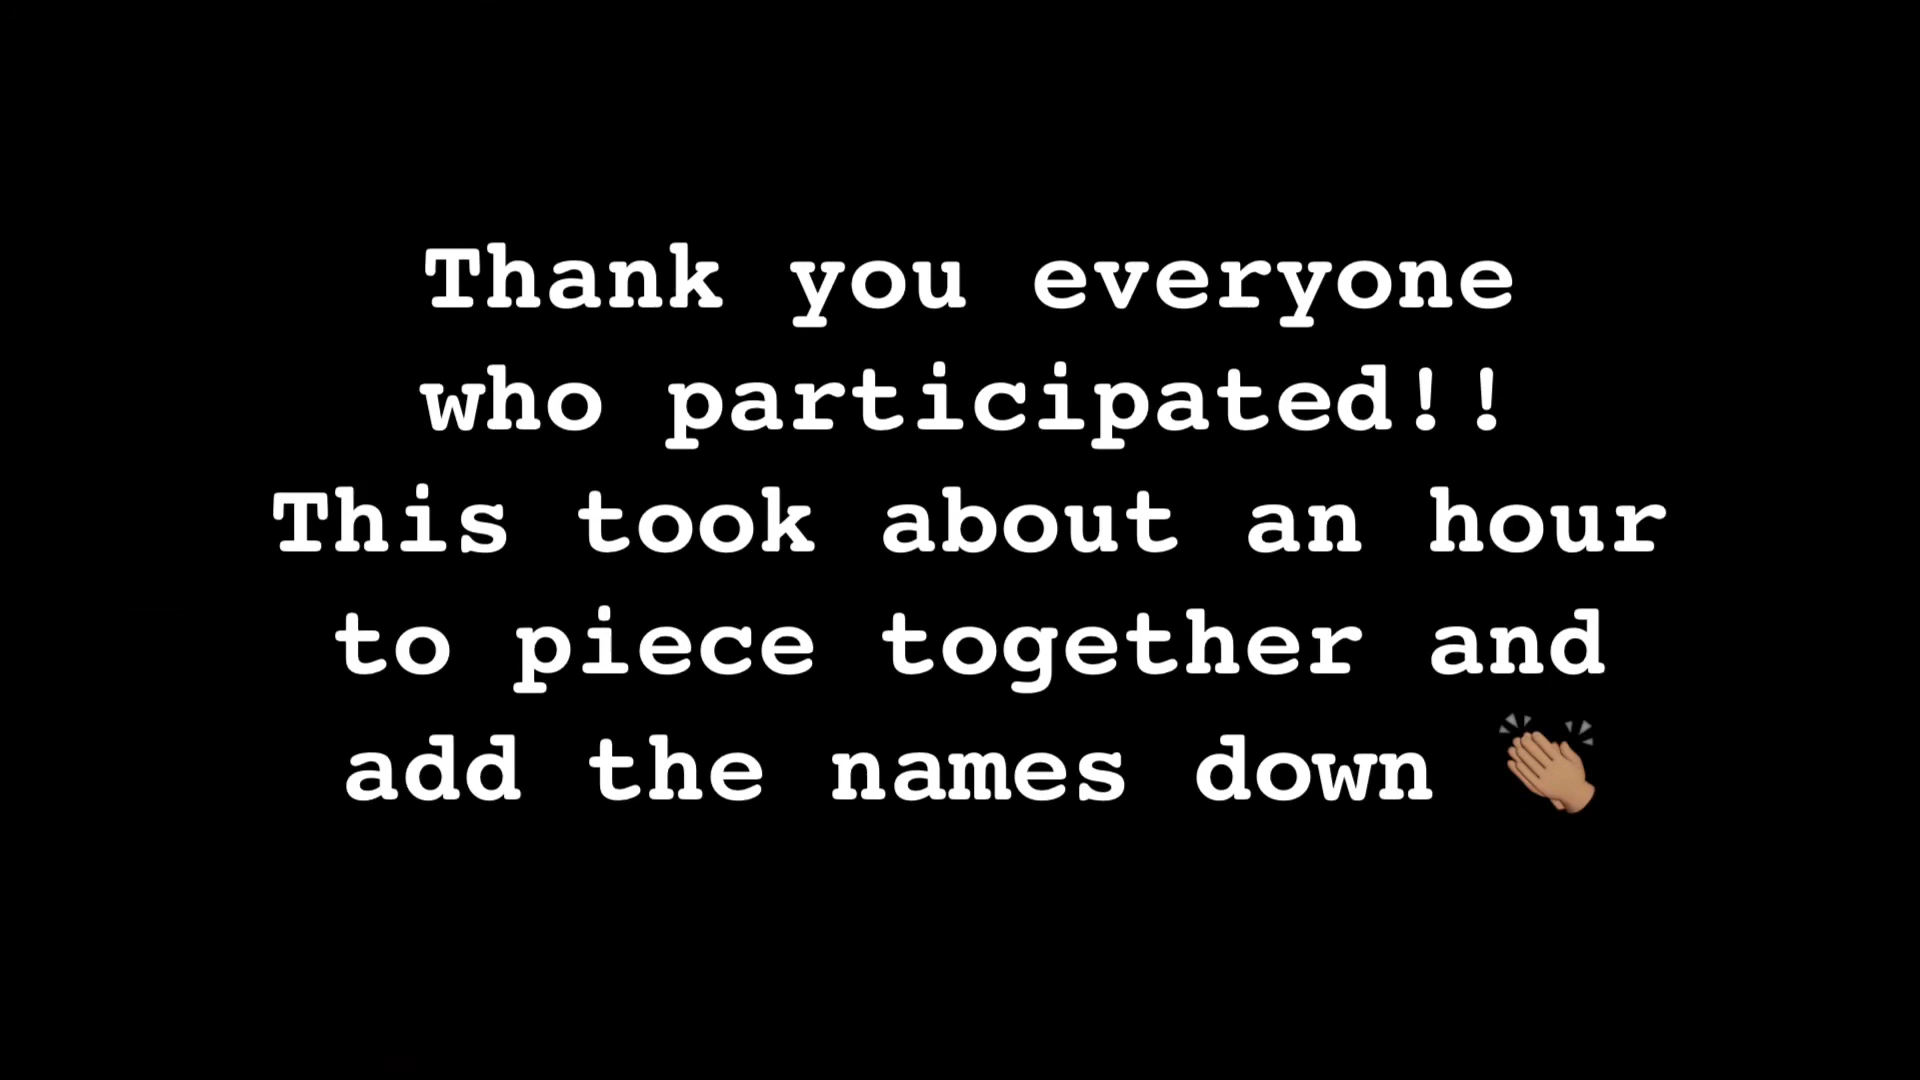 Thank you everyone
who participated!!
This took about an hour
to piece together and
add the names down 👏🏼